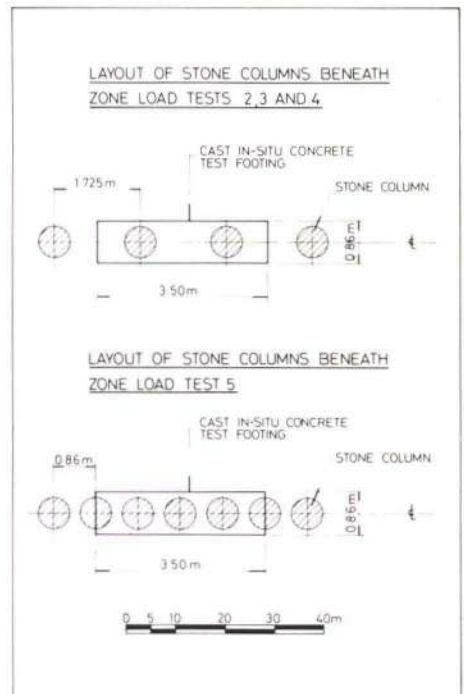 LAYOUT OF STONE COLUMNS BENEATH
ZONE LOAD TESTS 2,3 AND 4
CAST IN-SITU CONCRETE
TEST FOOTING
1.725m
STONE COLUMN
0.86m
3.50m
LAYOUT OF STONE COLUMNS BENEATH
ZONE LOAD TEST 5
CAST IN-SITU CONCRETE
TEST FOOTING
0.86m
STONE COLUMN
0.86m
3.50m
0 5 10 20 30 40m